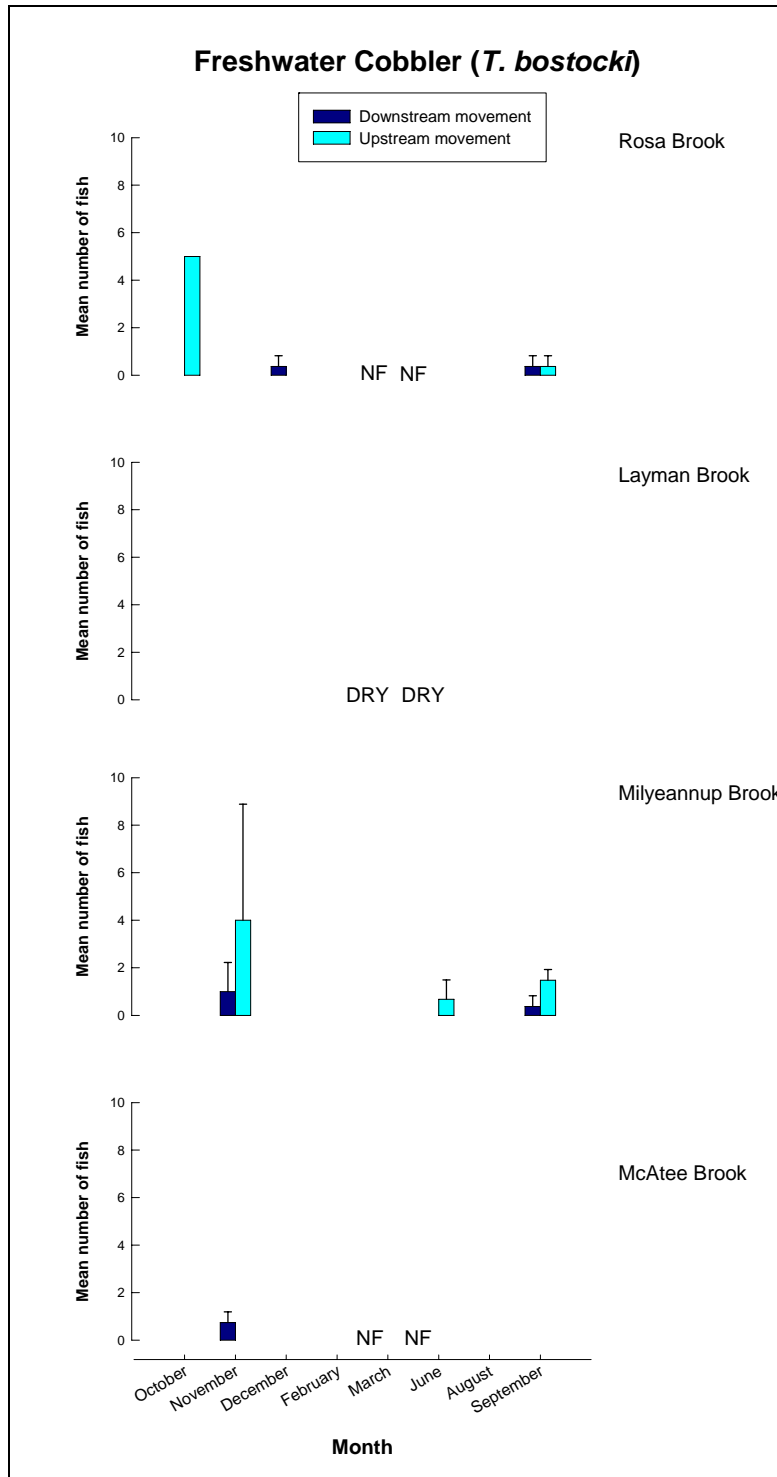 Freshwater Cobbler (T. bostocki)
Downstream movement
Upstream movement
Rosa Brook
Mean number of fish
10
8
6
4
2
0
NF NF
Layman Brook
Mean number of fish
10
8
6
4
2
0
DRY DRY
Milyeannup Brook
Mean number of fish
10
8
6
4
2
0
McAtee Brook
Mean number of fish
10
8
6
4
2
0
NF NF
October
November
December
February
March
June
August
September
Month